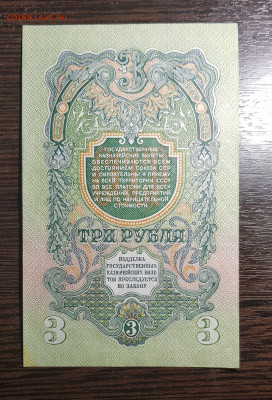 3
ГОСУДАРСТВЕННЫЕ
КАЗНАЧЕЙСКИЕ БИЛЕТЫ
ОБЕСПЕЧИВАЮТСЯ ВСЕМ
ДОСТОЯНИЕМ СОЮЗА ССР
И ОБЯЗАТЕЛЬНЫ К ПРИЕМУ
НА ВСЕЙ ТЕРРИТОРИИ СССР
ВО ВСЕ ПЛАТЕЖИ ДЛЯ ВСЕХ
УЧРЕЖДЕНИЙ, ПРЕДПРИЯТИЙ
И ЛИЦ ПО НАРИЦАТЕЛЬНОЙ
СТОИМОСТИ.
ТРИ РУБЛЯ
ПОДДЕЛКА
ГОСУДАРСТВЕННЫХ
КАЗНАЧЕЙСКИХ БИЛЕ
ТОВ ПРЕСЛЕДУЕТСЯ
ПО ЗАКОНУ
3 3 3